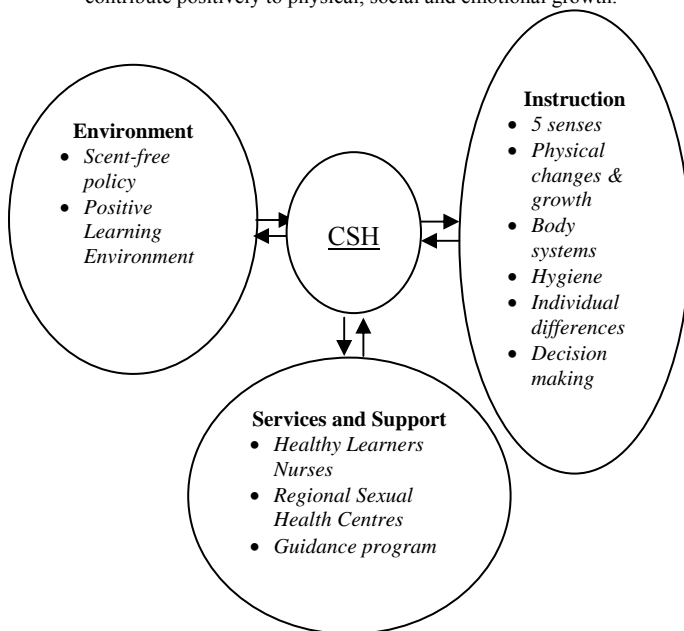 contribute positively to physical, social and emotional growth.
Environment
• Scent-free
policy
• Positive
Learning
Environment
CSH
Instruction
• 5 senses
• Physical
changes &
growth
• Body
systems
• Hygiene
• Individual
differences
• Decision
making
Services and Support
• Healthy Learners
Nurses
• Regional Sexual
Health Centres
• Guidance program